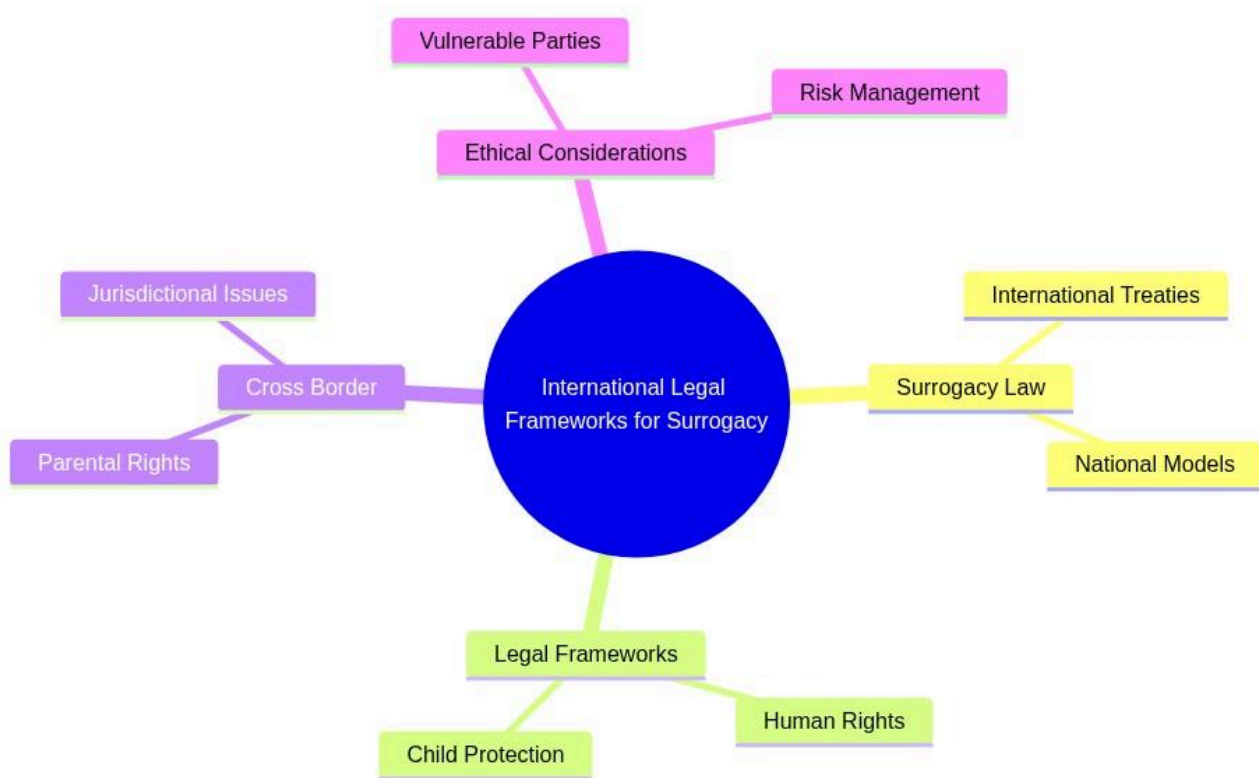 Vulnerable Parties
Risk Management
Ethical Considerations
Jurisdictional Issues
International Treaties
Cross Border
International Legal
Frameworks for Surrogacy
Surrogacy Law
Parental Rights
National Models
Legal Frameworks
Human Rights
Child Protection